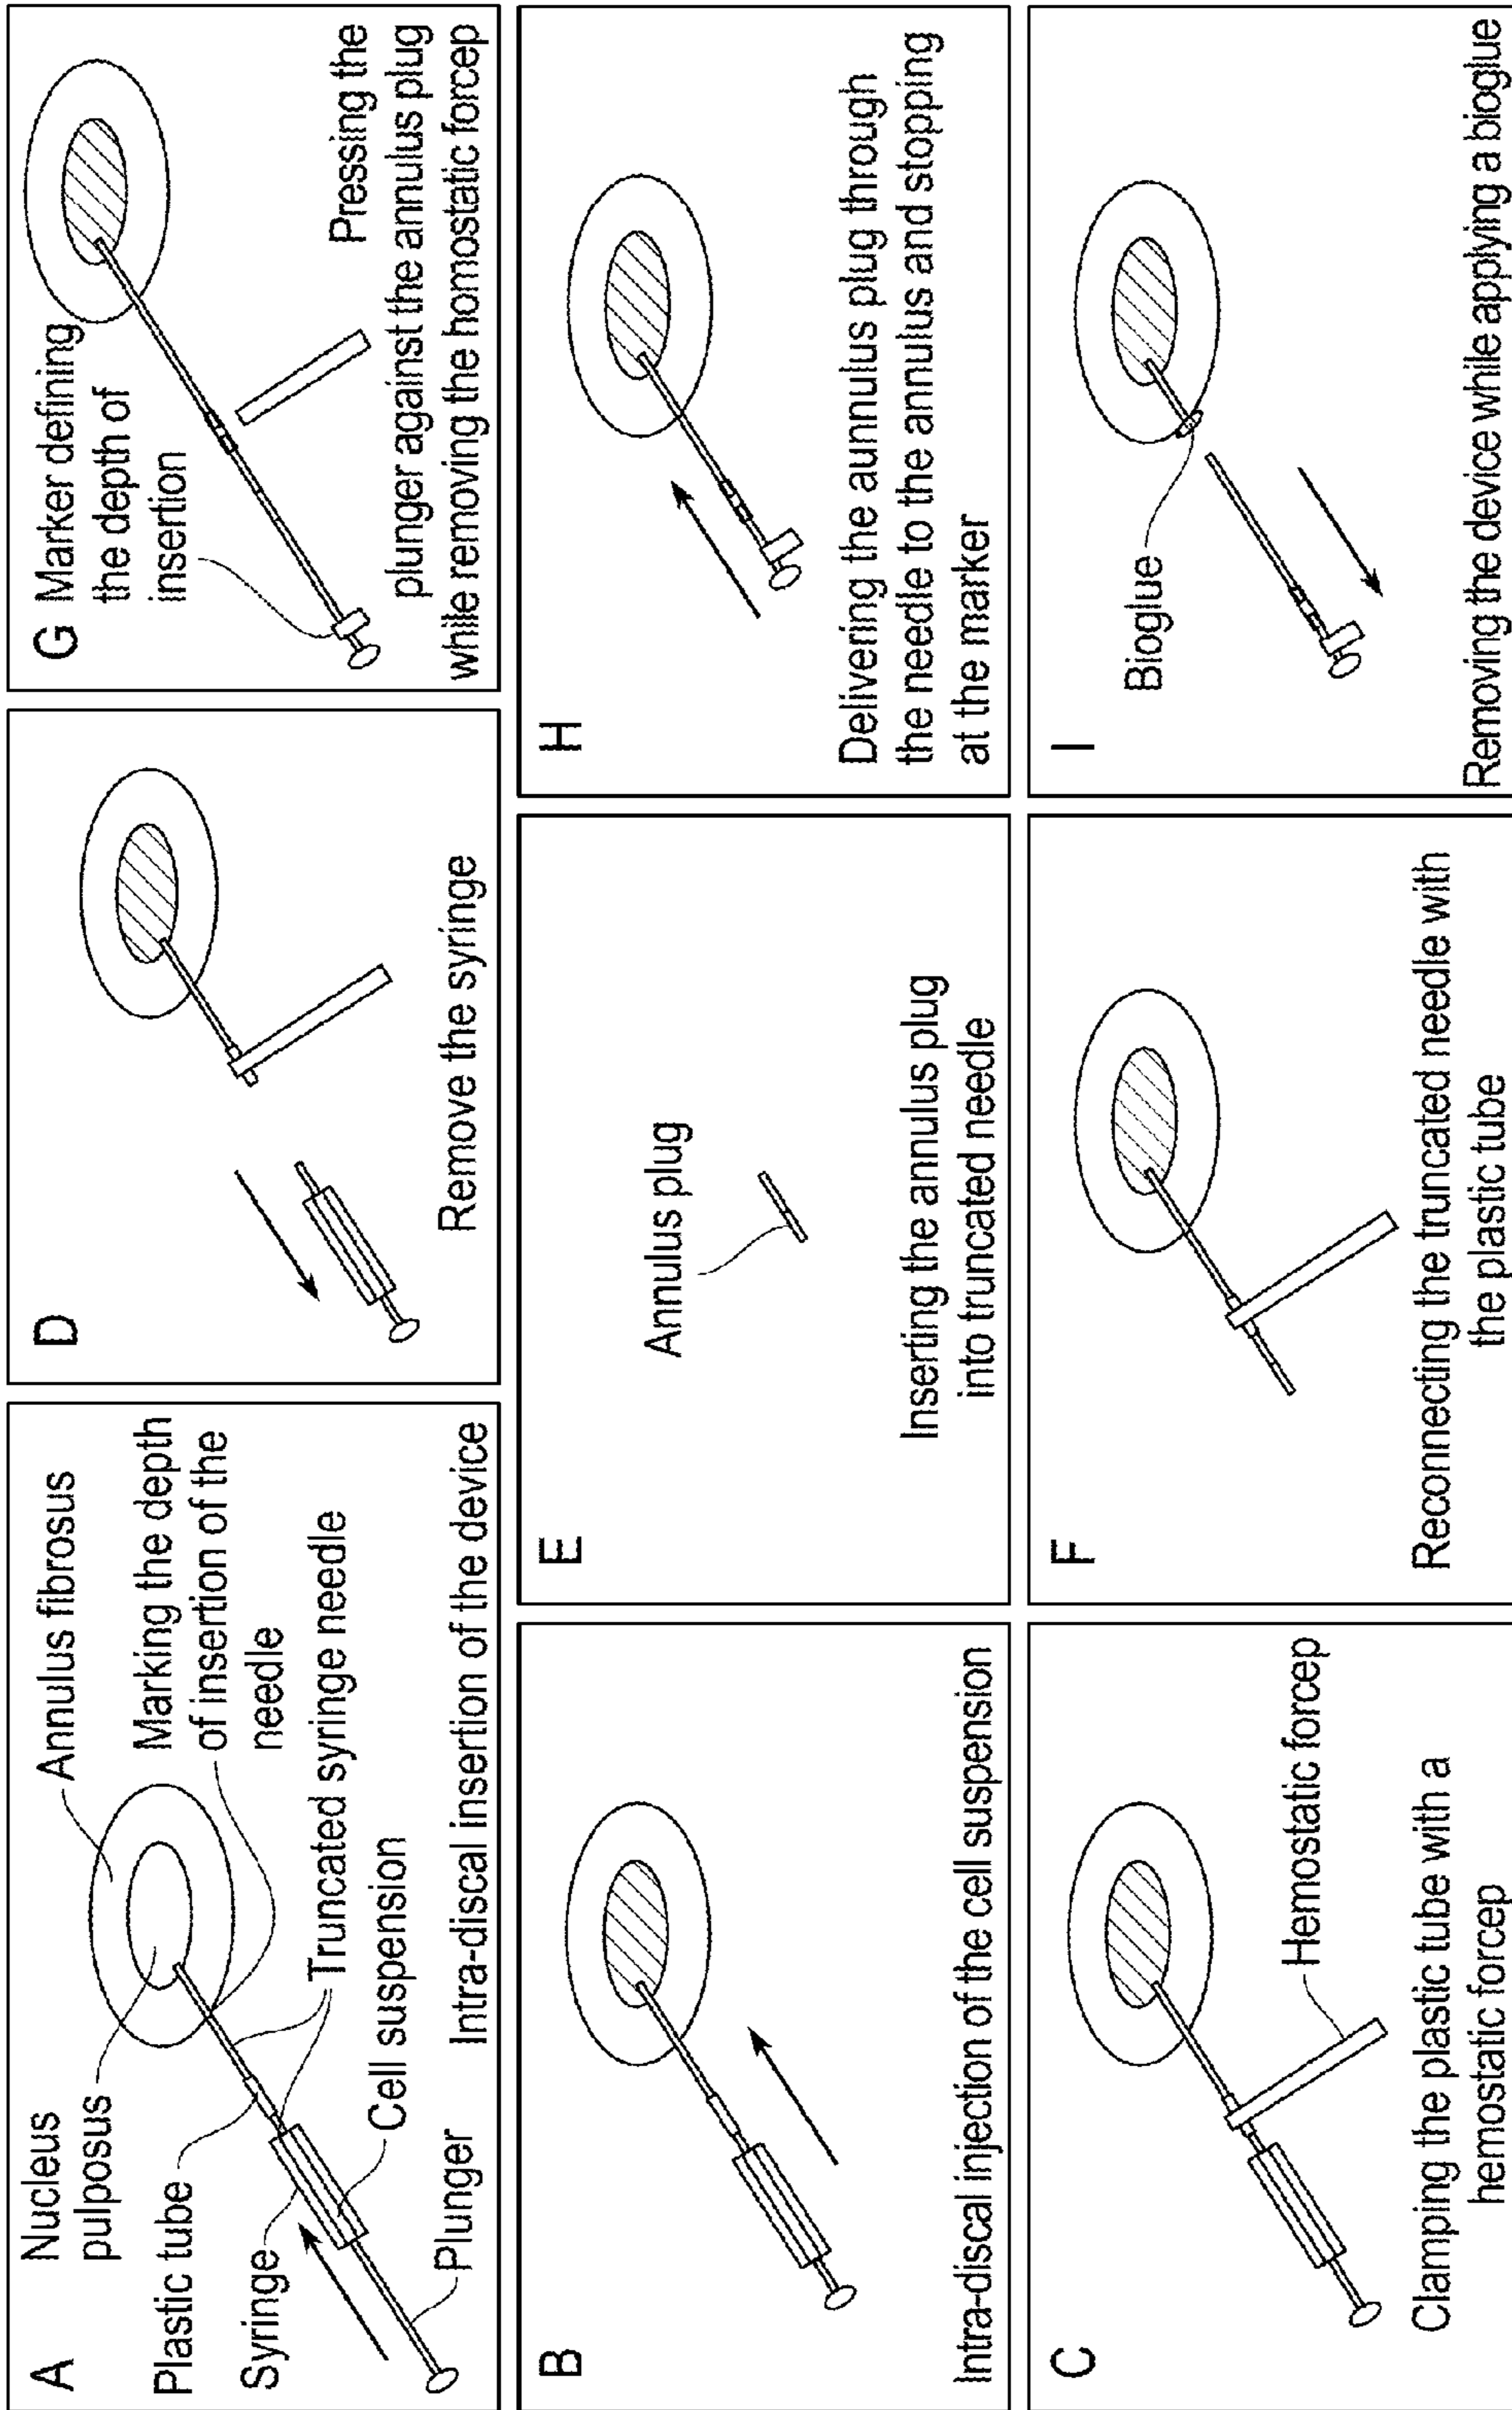 A
Nucleus
pulposus
Annulus fibrosus
Plastic tube
Marking the depth
of insertion of the
needle
Syringe
Truncated syringe needle
Cell suspension
Plunger
Intra-discal insertion of the device
B
Intra-discal injection of the cell suspension
C
Hemostatic forcep
Clamping the plastic tube with a
hemostatic forcep
D
Remove the syringe
E
Annulus plug
Inserting the annulus plug
into truncated needle
F
Reconnecting the truncated needle with
the plastic tube
G
Marker defining
the depth of
insertion
Pressing the
plunger against the annulus plug
while removing the homostatic forcep
H
Delivering the aunnulus plug through
the needle to the annulus and stopping
at the marker
I
Bioglue
Removing the device while applying a bioglue